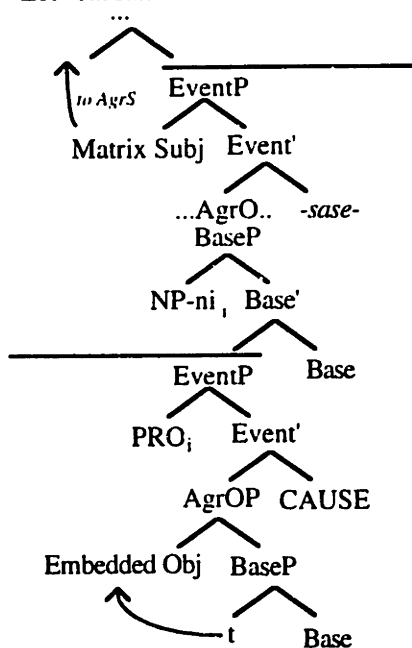 ...
to AgrS
EventP
Matrix Subj Event'
...AgrO.. -sase-
BaseP
NP-ni i Base'
EventP Base
PROi Event'
AgrOP CAUSE
Embedded Obj BaseP
t Base